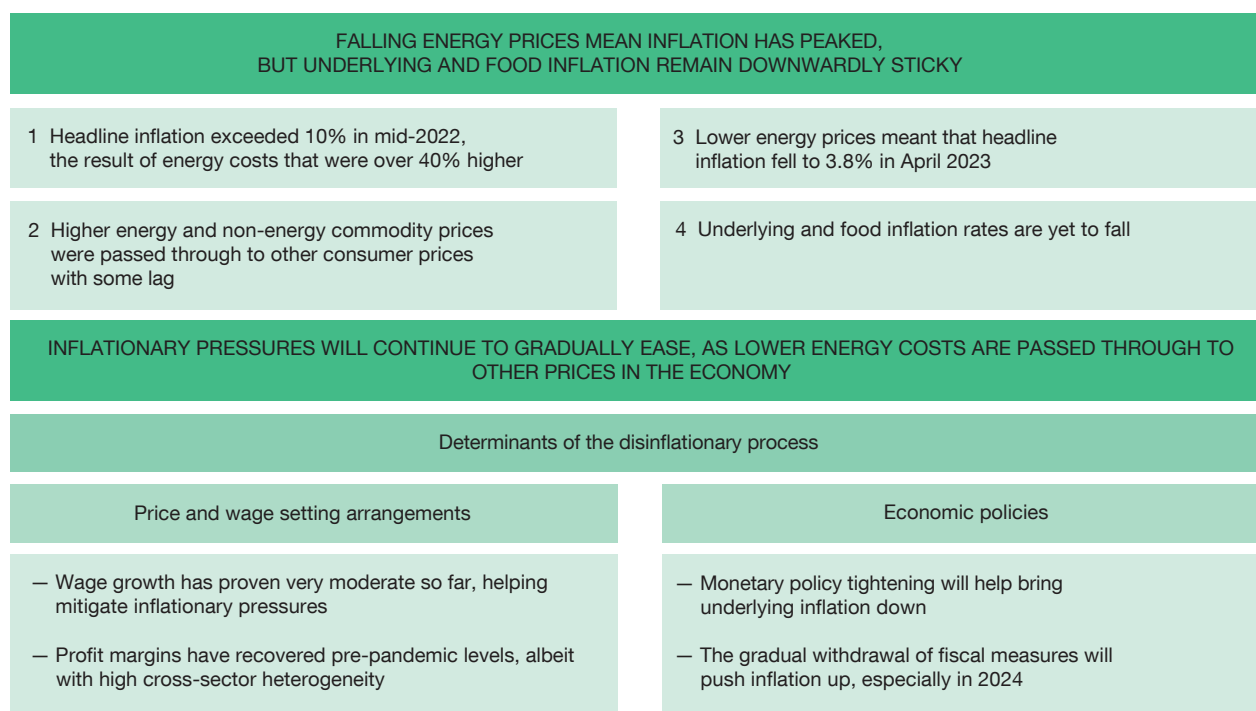 FALLING ENERGY PRICES MEAN INFLATION HAS PEAKED,
BUT UNDERLYING AND FOOD INFLATION REMAIN DOWNWARDLY STICKY
1 Headline inflation exceeded 10% in mid-2022,
the result of energy costs that were over 40% higher
2 Higher energy and non-energy commodity prices
were passed through to other consumer prices
with some lag
3 Lower energy prices meant that headline
inflation fell to 3.8% in April 2023
4 Underlying and food inflation rates are yet to fall
INFLATIONARY PRESSURES WILL CONTINUE TO GRADUALLY EASE, AS LOWER ENERGY COSTS ARE PASSED THROUGH TO
OTHER PRICES IN THE ECONOMY
Determinants of the disinflationary process
Price and wage setting arrangements
— Wage growth has proven very moderate so far, helping
mitigate inflationary pressures
— Profit margins have recovered pre-pandemic levels, albeit
with high cross-sector heterogeneity
Economic policies
— Monetary policy tightening will help bring
underlying inflation down
— The gradual withdrawal of fiscal measures will
push inflation up, especially in 2024